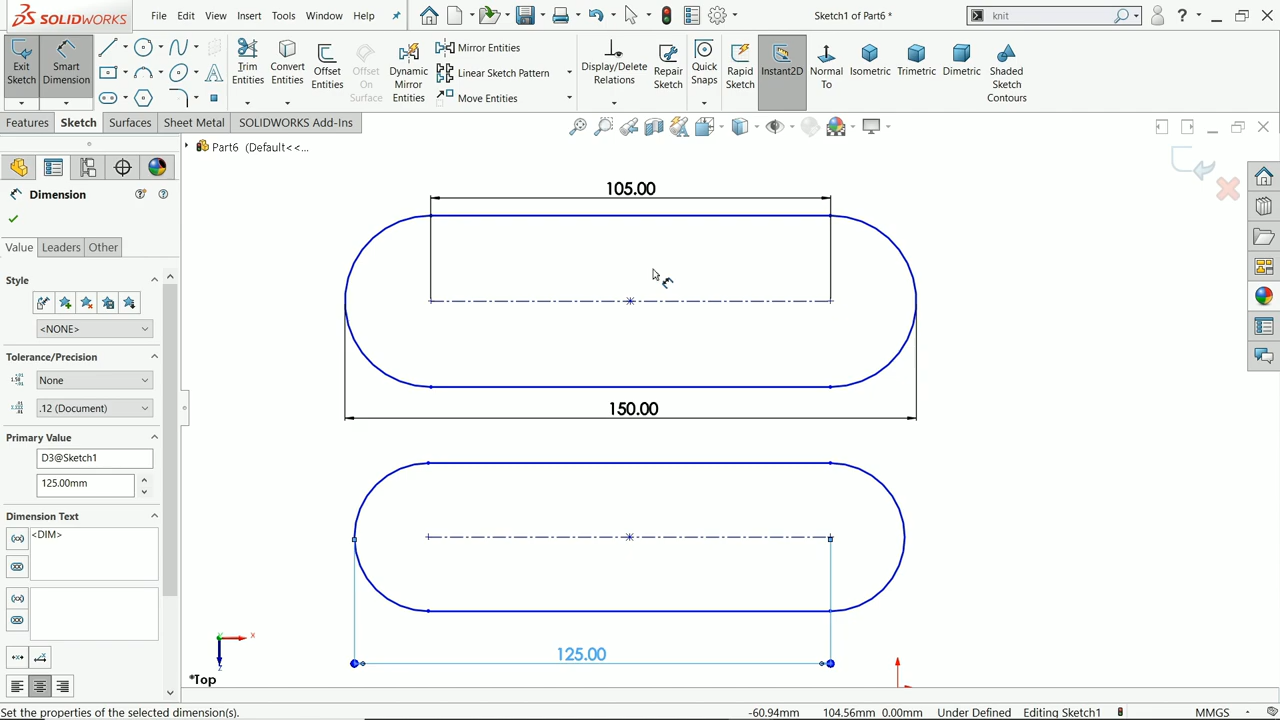 SOLIDWORKS
File Edit View Insert Tools Window Help
Sketch1 of Part6 *
knit
Exit Sketch
Smart Dimension
Trim Entities
Convert Entities
Offset Entities
Offset On Surface
Dynamic Mirror Entities
Mirror Entities
Linear Sketch Pattern
Move Entities
Display/Delete Relations
Repair Sketch
Quick Snaps
Rapid Sketch
Instant2D
Normal To
Isometric
Trimetric
Dimetric
Shaded Sketch Contours
Features Sketch Surfaces Sheet Metal SOLIDWORKS Add-Ins
Part6 (Default<<...
Dimension
Value Leaders Other
Style
<NONE>
Tolerance/Precision
None
.12 (Document)
Primary Value
D3@Sketch1
125.00mm
Dimension Text
<DIM>
105.00
150.00
125.00
x
z
*Top
Set the properties of the selected dimension(s).
-60.94mm 104.56mm 0.00mm Under Defined Editing Sketch1 MMGS